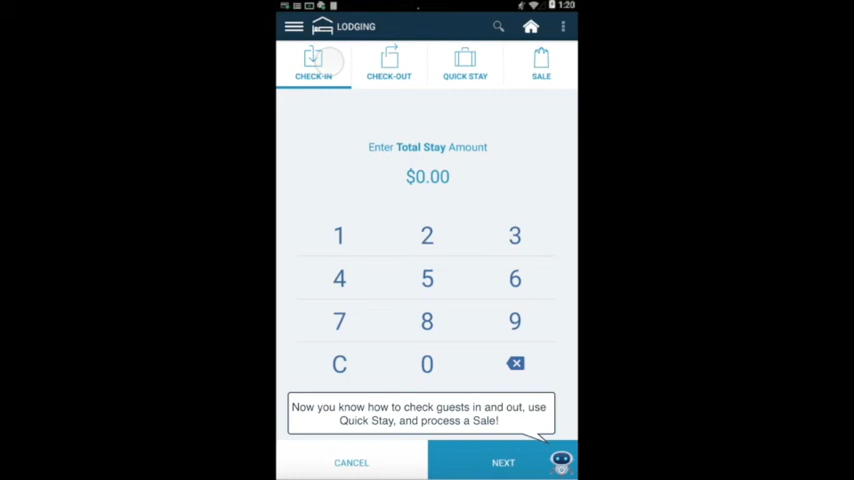 1:20
LODGING
CHECK-IN
CHECK-OUT
QUICK STAY
SALE
Enter Total Stay Amount
$0.00
1 2 3
4 5 6
7 8 9
C 0
Now you know how to check guests in and out, use
Quick Stay, and process a Sale!
CANCEL
NEXT